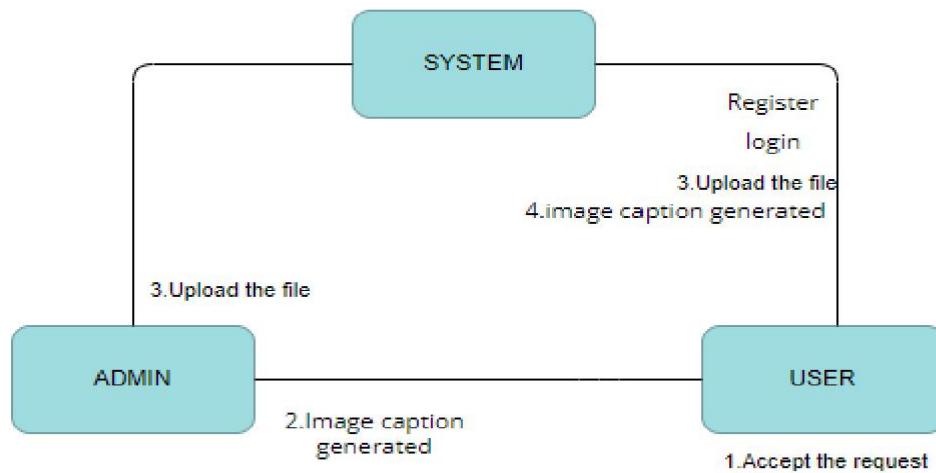 SYSTEM
Register
login
3.Upload the file
4.image caption generated
3.Upload the file
ADMIN
USER
2.Image caption
generated
1.Accept the request